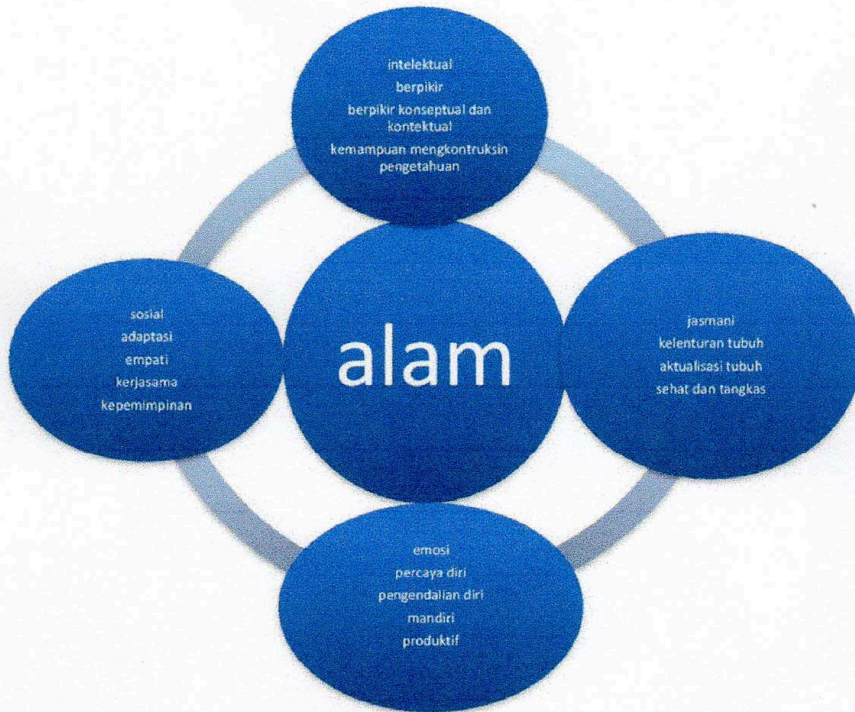 intelektual
berpikir
berpikir konseptual dan
kontektual
kemampuan mengkontruksin
pengetahuan
sosial
adaptasi
empati
kerjasama
kepemimpinan
alam
jasmani
kelenturan tubuh
aktualisasi tubuh
sehat dan tangkas
emosi
percaya diri
pengendalian diri
mandiri
produktif